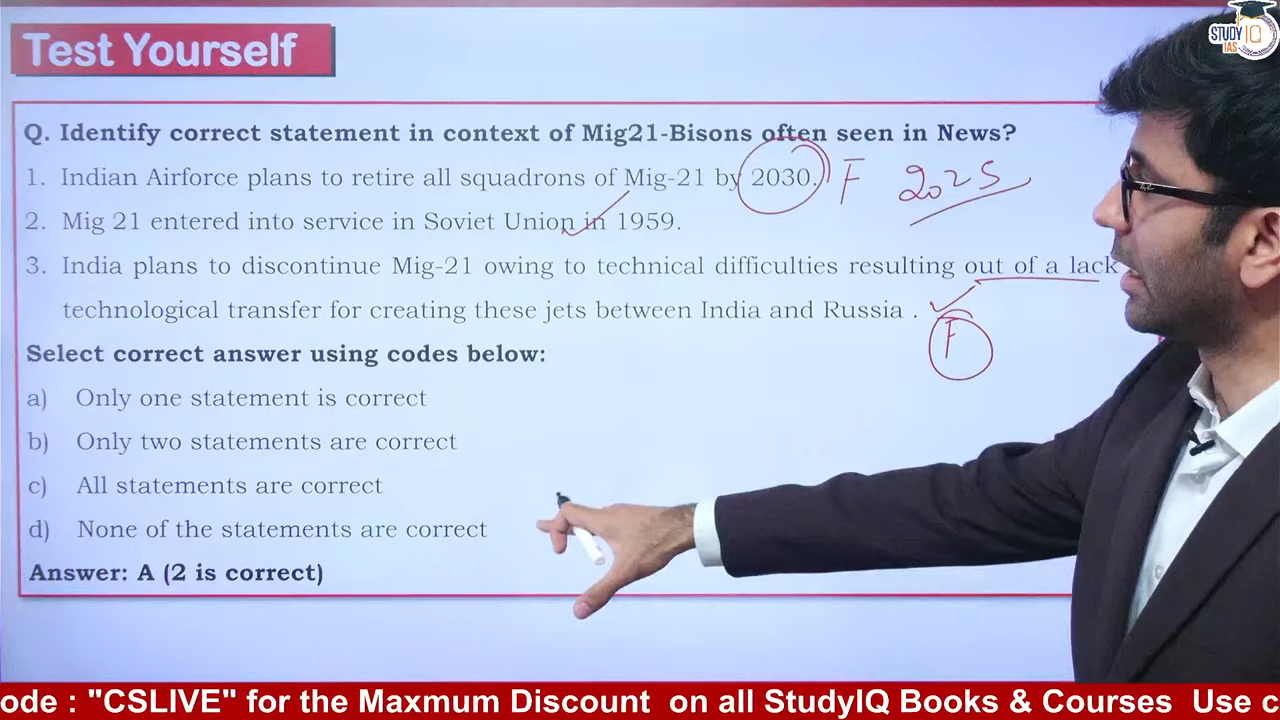 Test Yourself
STUDY IQ
IAS
Q. Identify correct statement in context of Mig21-Bisons often seen in News?
1. Indian Airforce plans to retire all squadrons of Mig-21 by 2030. F 2025
2. Mig 21 entered into service in Soviet Union in 1959.
3. India plans to discontinue Mig-21 owing to technical difficulties resulting out of a lack
technological transfer for creating these jets between India and Russia .
F
Select correct answer using codes below:
a) Only one statement is correct
b) Only two statements are correct
c) All statements are correct
d) None of the statements are correct
Answer: A (2 is correct)
ode : "CSLIVE" for the Maxmum Discount on all StudyIQ Books & Courses Use c